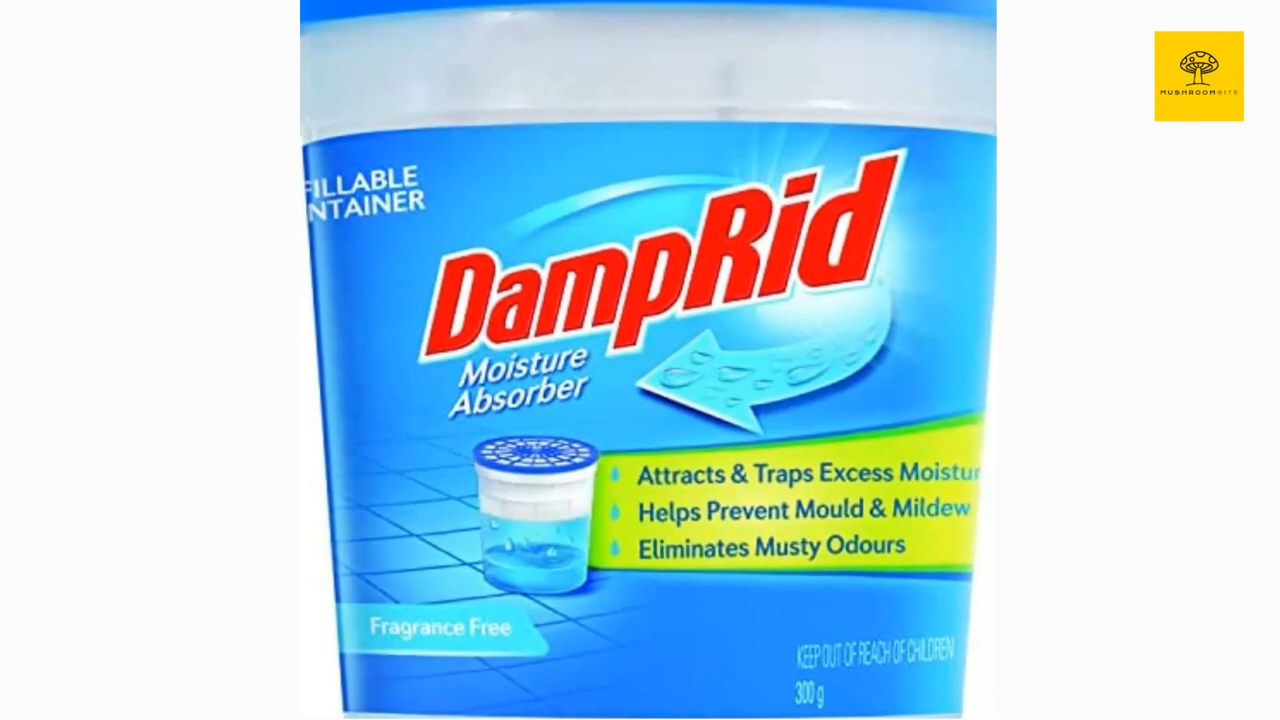 MUSHROOMSITE
FILLABLE
NTAINER
DampRid
Moisture
Absorber
Attracts & Traps Excess Moistur
Helps Prevent Mould & Mildew
Eliminates Musty Odours
Fragrance Free
KEEP OUT OF REACH OF CHILDREN
300 g